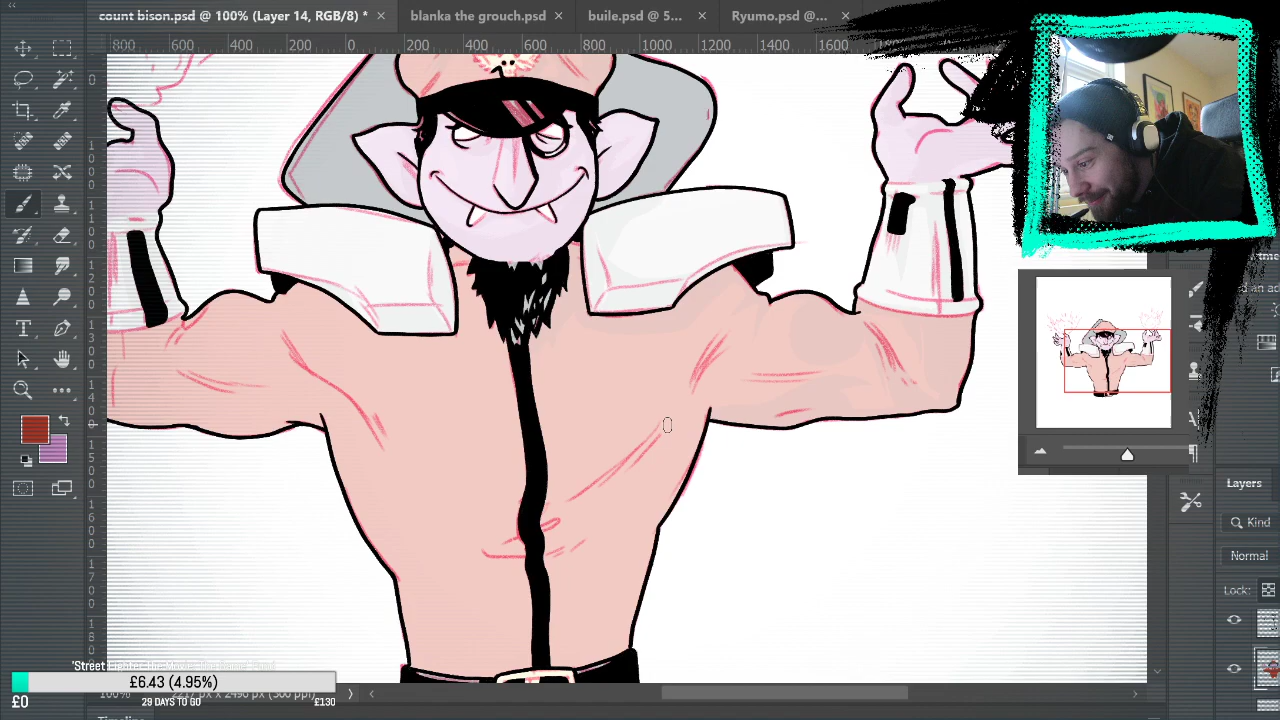 count bison.psd @ 100% (Layer 14, RGB/8) *
blanka the grouch.psd
buile.psd @ 5...
Ryumo.psd @...
800 600 400 200 0 200 400 600 800 1000 1200 1400 1600
Layers
Kind
Normal
Lock:
£6.43 (4.95%)
£0
29 DAYS TO GO
£130